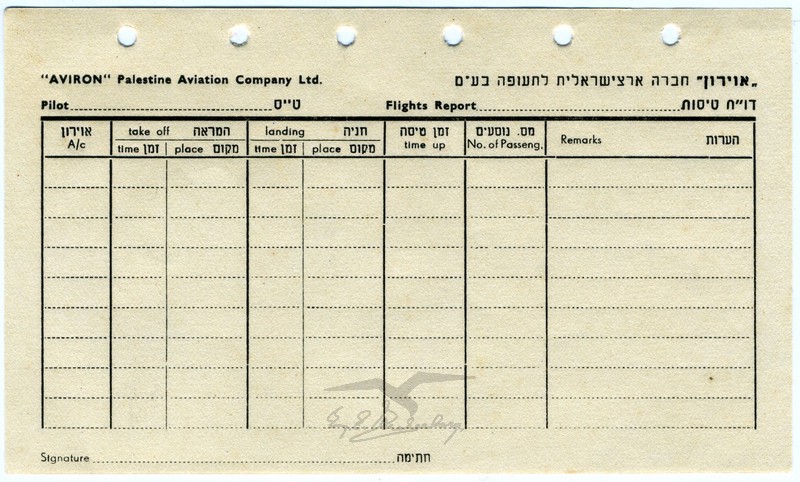 "AVIRON" Palestine Aviation Company Ltd. „אוירון" חברה ארצישראלית לתעופה בע"מ
Pilot טייס Flights Report דו"ח טיסות
אוירון take off המראה landing חניה זמן טיסה מס. נוסעים Remarks הערות
A/c time זמן place מקום time זמן place מקום time up No. of Passeng.
Signature חתימה